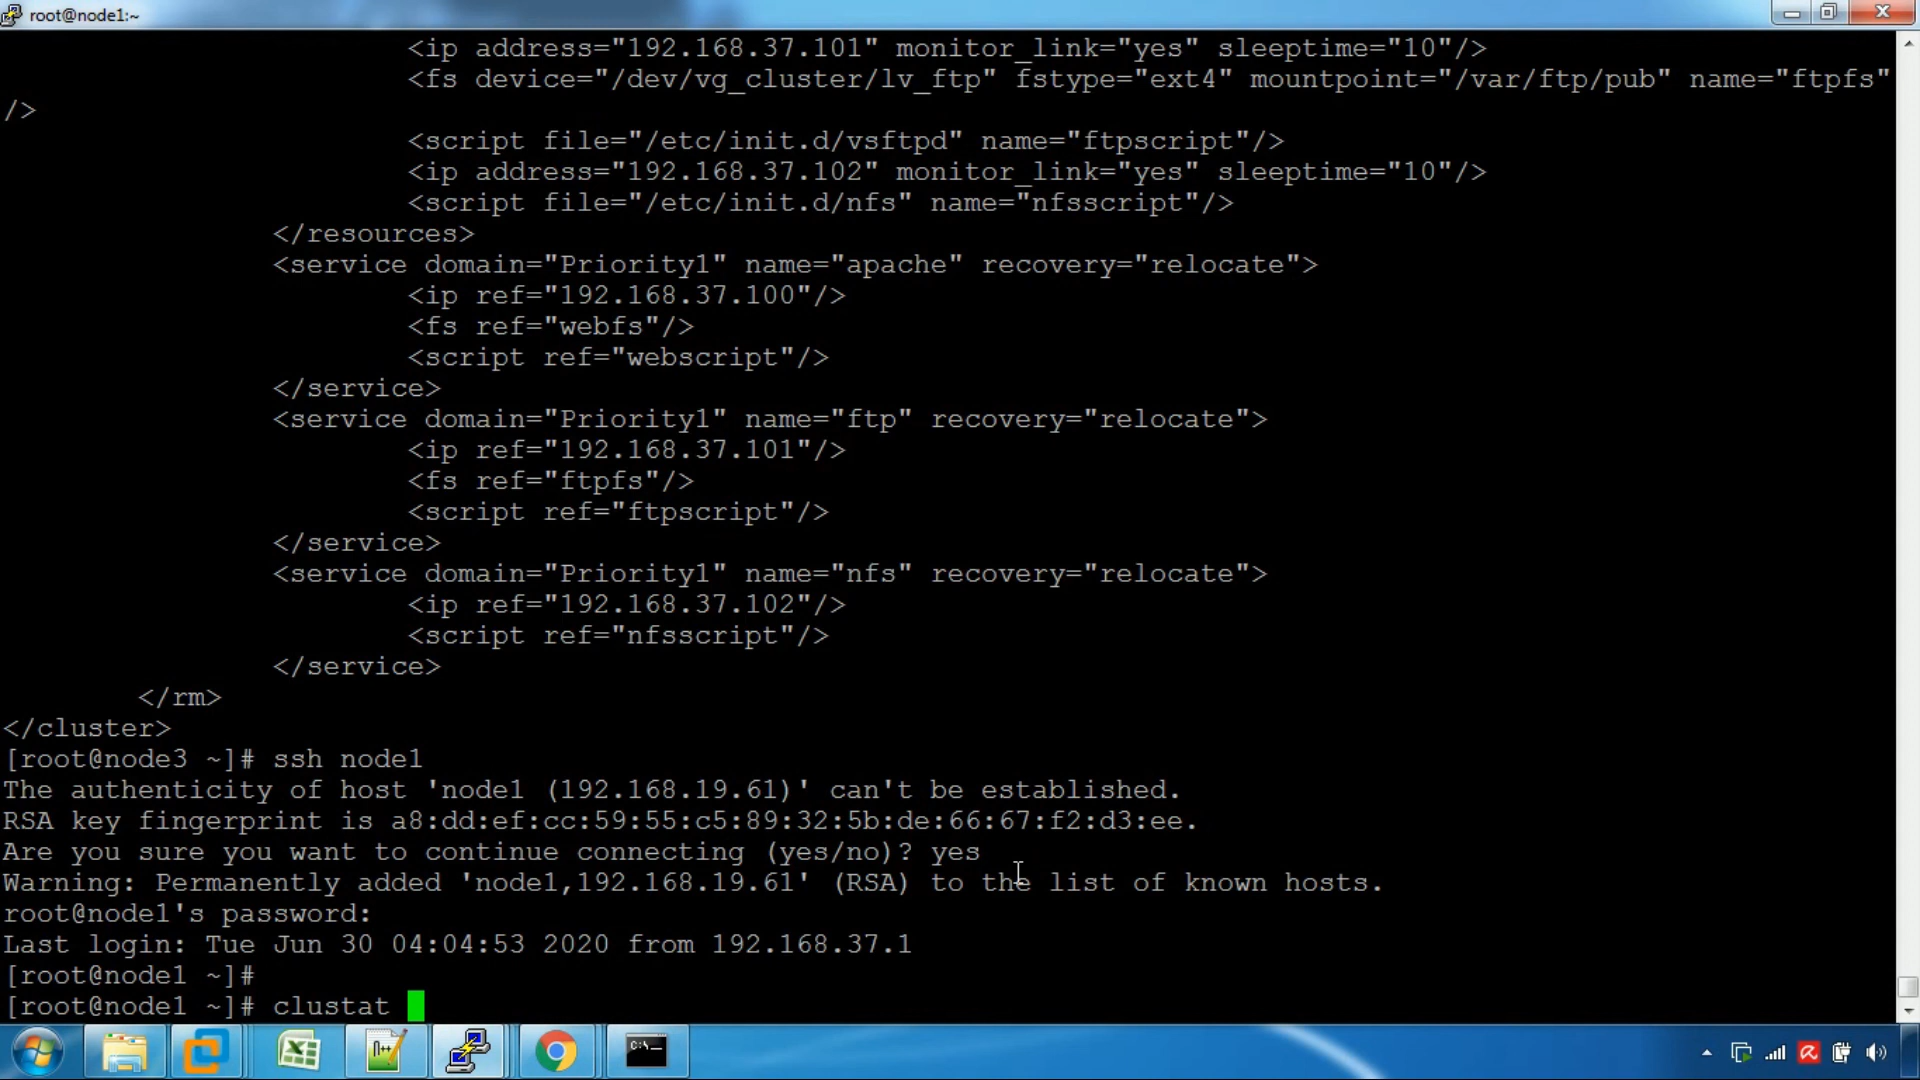 root@node1:~
<ip address="192.168.37.101" monitor_link="yes" sleeptime="10"/>
<fs device="/dev/vg_cluster/lv_ftp" fstype="ext4" mountpoint="/var/ftp/pub" name="ftpfs"
/>
<script file="/etc/init.d/vsftpd" name="ftpscript"/>
<ip address="192.168.37.102" monitor_link="yes" sleeptime="10"/>
<script file="/etc/init.d/nfs" name="nfsscript"/>
</resources>
<service domain="Priority1" name="apache" recovery="relocate">
<ip ref="192.168.37.100"/>
<fs ref="webfs"/>
<script ref="webscript"/>
</service>
<service domain="Priority1" name="ftp" recovery="relocate">
<ip ref="192.168.37.101"/>
<fs ref="ftpfs"/>
<script ref="ftpscript"/>
</service>
<service domain="Priority1" name="nfs" recovery="relocate">
<ip ref="192.168.37.102"/>
<script ref="nfsscript"/>
</service>
</rm>
</cluster>
[root@node3 ~]# ssh node1
The authenticity of host 'node1 (192.168.19.61)' can't be established.
RSA key fingerprint is a8:dd:ef:cc:59:55:c5:89:32:5b:de:66:67:f2:d3:ee.
Are you sure you want to continue connecting (yes/no)? yes
Warning: Permanently added 'node1,192.168.19.61' (RSA) to the list of known hosts.
root@node1's password:
Last login: Tue Jun 30 04:04:53 2020 from 192.168.37.1
[root@node1 ~]#
[root@node1 ~]# clustat